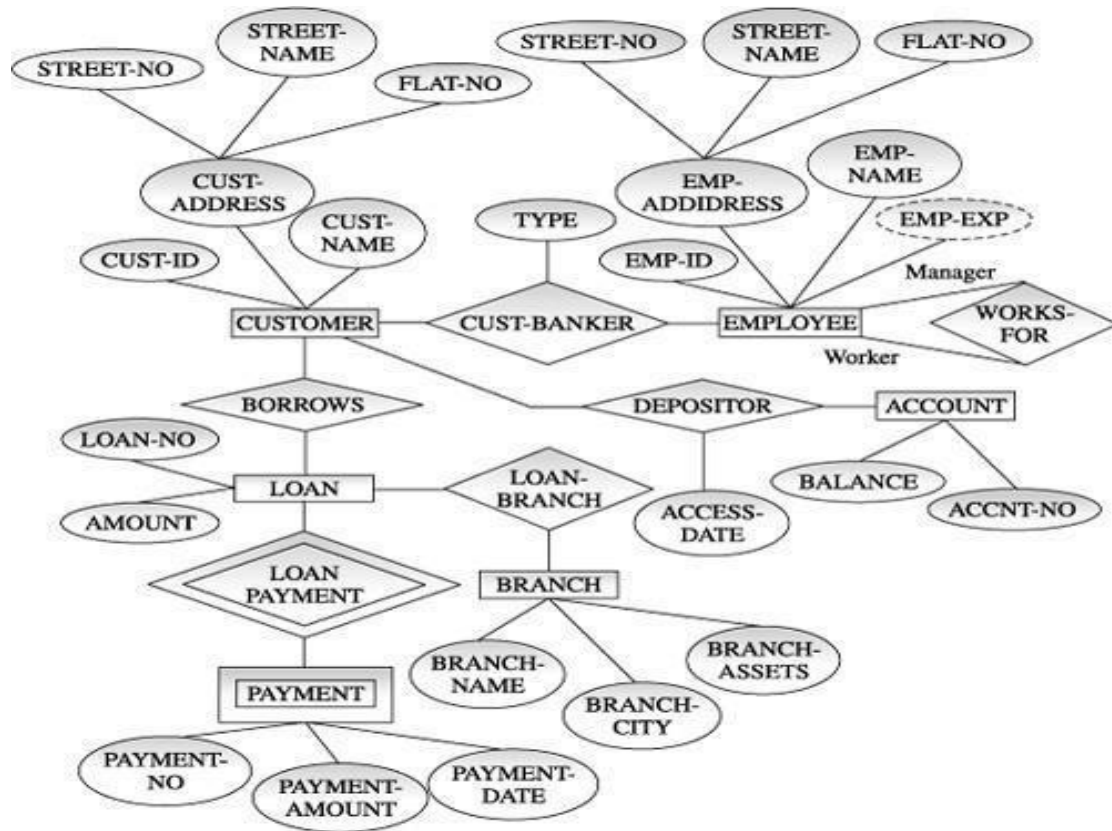 STREET-
NAME
STREET-NO
FLAT-NO
STREET-NO
STREET-
NAME
FLAT-NO
CUST-
ADDRESS
EMP-
ADDIDRESS
EMP-
NAME
CUST-
NAME
TYPE
EMP-EXP
CUST-ID
EMP-ID
Manager
CUSTOMER
CUST-BANKER
EMPLOYEE
WORKS-
FOR
Worker
BORROWS
DEPOSITOR
ACCOUNT
LOAN-NO
LOAN
AMOUNT
LOAN-
BRANCH
ACCESS-
DATE
BALANCE
ACCNT-NO
LOAN
PAYMENT
BRANCH
BRANCH-
NAME
BRANCH-
CITY
BRANCH-
ASSETS
PAYMENT
PAYMENT-
NO
PAYMENT-
AMOUNT
PAYMENT-
DATE